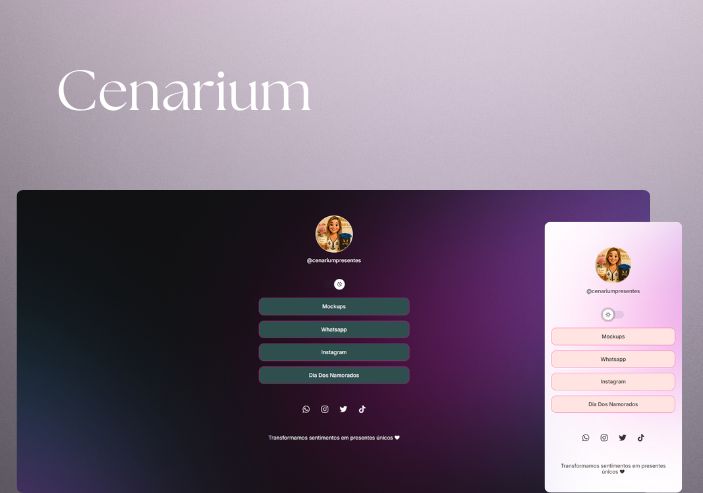 Cenarium
@cenariumpresentes
Mockups
Whatsapp
Instagram
Dia Dos Namorados
Transformamos sentimentos em presentes únicos ❤
@cenariumpresentes
Mockups
Whatsapp
Instagram
Dia Dos Namorados
Transformamos sentimentos em presentes
únicos ❤